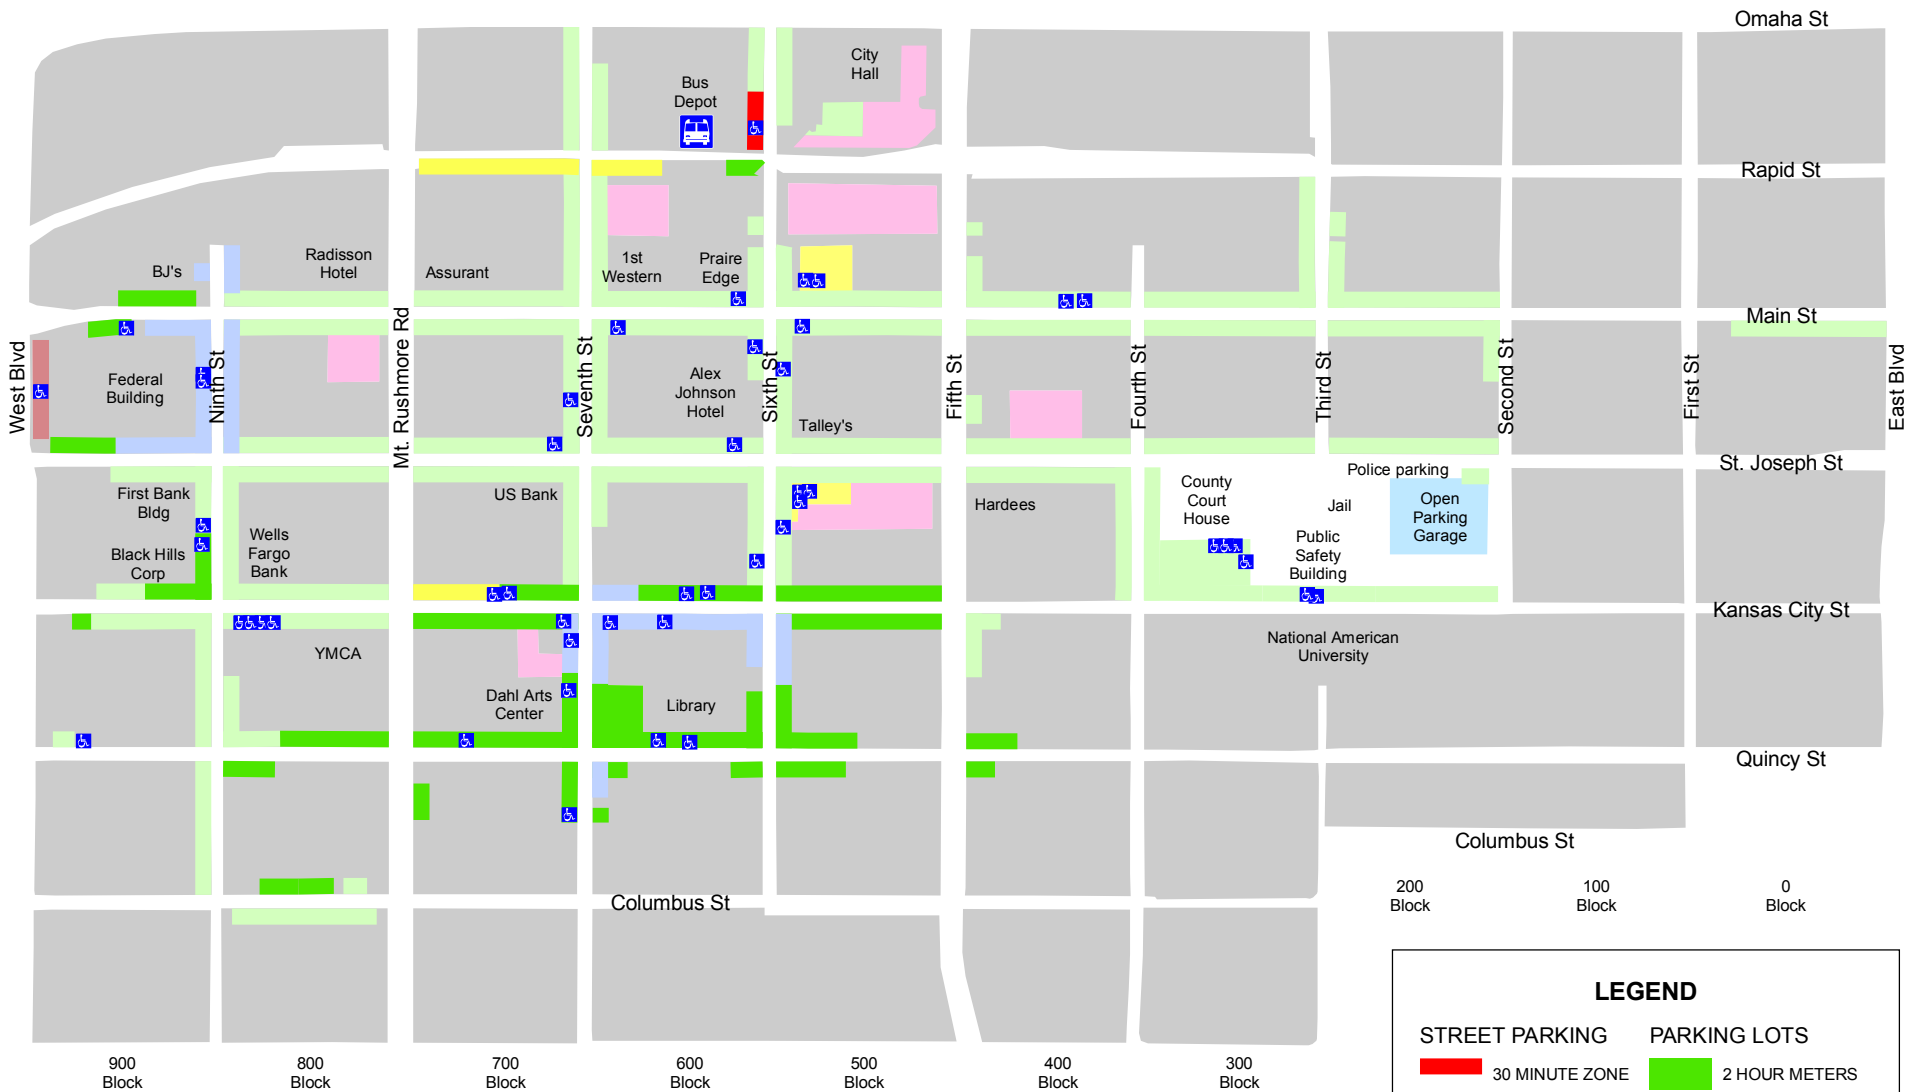 Omaha St
City
Hall
Bus
Depot
Rapid St
Radisson
Hotel
BJ's
Assurant
1st
Western
Praire
Edge
Main St
West Blvd
Ninth St
Mt. Rushmore Rd
Seventh St
Sixth St
Fifth St
Fourth St
Third St
Second St
First St
East Blvd
Federal
Building
Alex
Johnson
Hotel
Talley's
St. Joseph St
Police parking
First Bank
Bldg
US Bank
Hardees
County
Court
House
Jail
Open
Parking
Garage
Black Hills
Corp
Wells
Fargo
Bank
Public
Safety
Building
Kansas City St
YMCA
National American
University
Dahl Arts
Center
Library
Quincy St
Columbus St
200
Block
100
Block
0
Block
Columbus St
LEGEND
STREET PARKING
PARKING LOTS
30 MINUTE ZONE
2 HOUR METERS
900
Block
800
Block
700
Block
600
Block
500
Block
400
Block
300
Block